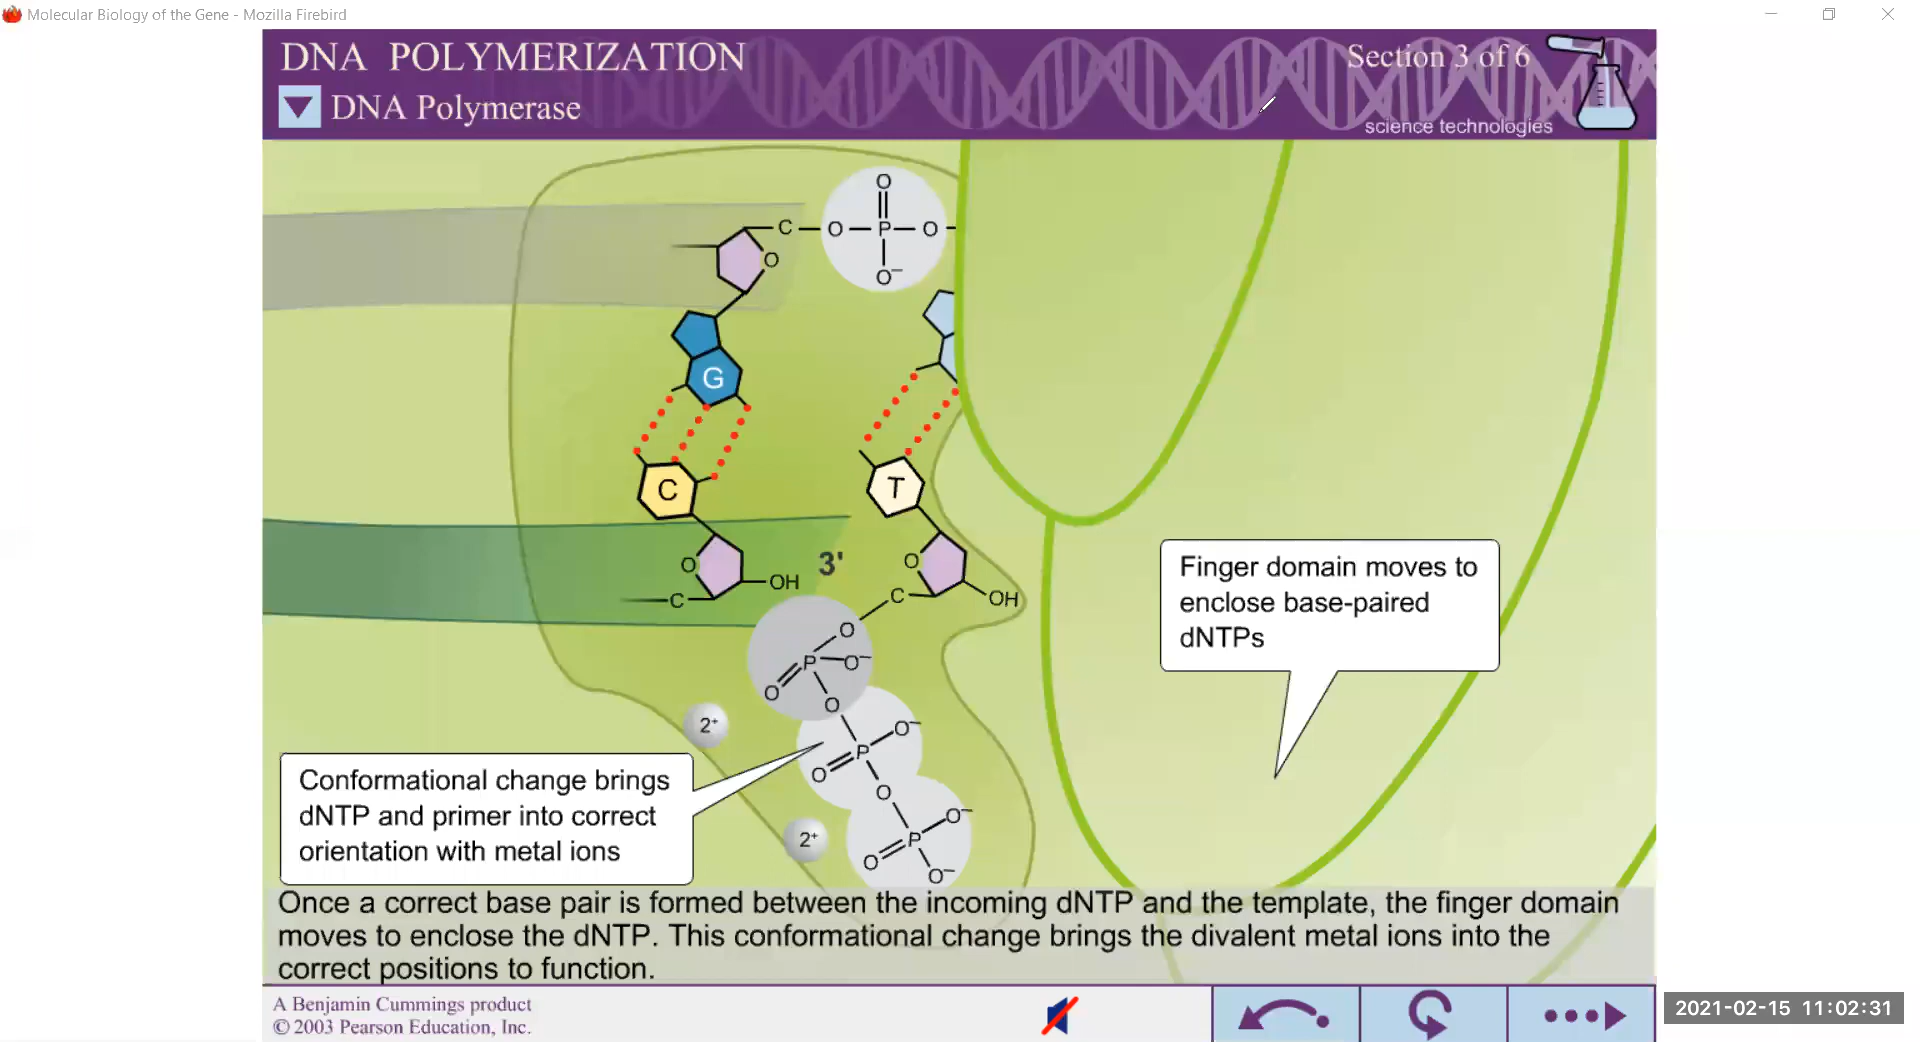 Molecular Biology of the Gene - Mozilla Firebird
DNA POLYMERIZATION
Section 3 of 6
DNA Polymerase
science technologies
O
C O P O
O⁻
O
G
C
T
O
O
3'
OH
C
C
OH
O
P O⁻
O
O
2⁺
O⁻
P
O
O
2⁺
O⁻
P
O
O⁻
Finger domain moves to
enclose base-paired
dNTPs
Conformational change brings
dNTP and primer into correct
orientation with metal ions
Once a correct base pair is formed between the incoming dNTP and the template, the finger domain
moves to enclose the dNTP. This conformational change brings the divalent metal ions into the
correct positions to function.
A Benjamin Cummings product
© 2003 Pearson Education, Inc.
2021-02-15 11:02:31